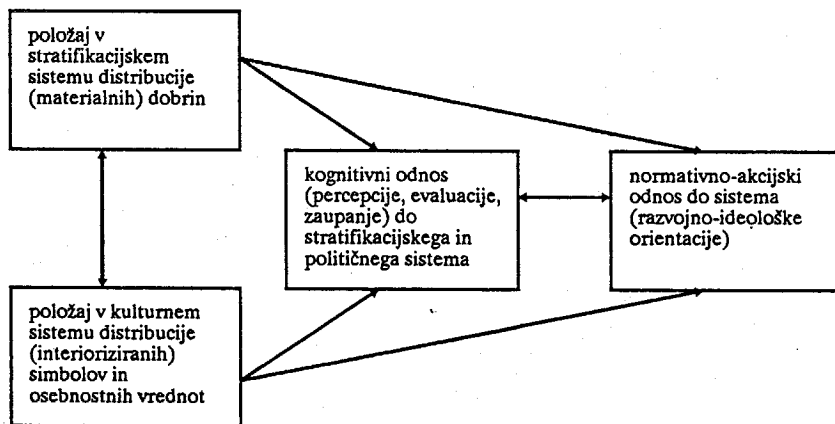 položaj v
stratifikacijskem
sistemu distribucije
(materialnih) dobrin
kognitivni odnos
(percepcije, evaluacije,
zaupanje) do
stratifikacijskega in
političnega sistema
normativno-akcijski
odnos do sistema
(razvojno-ideološke
orientacije)
položaj v kulturnem
sistemu distribucije
(interioriziranih)
simbolov in
osebnostnih vrednot